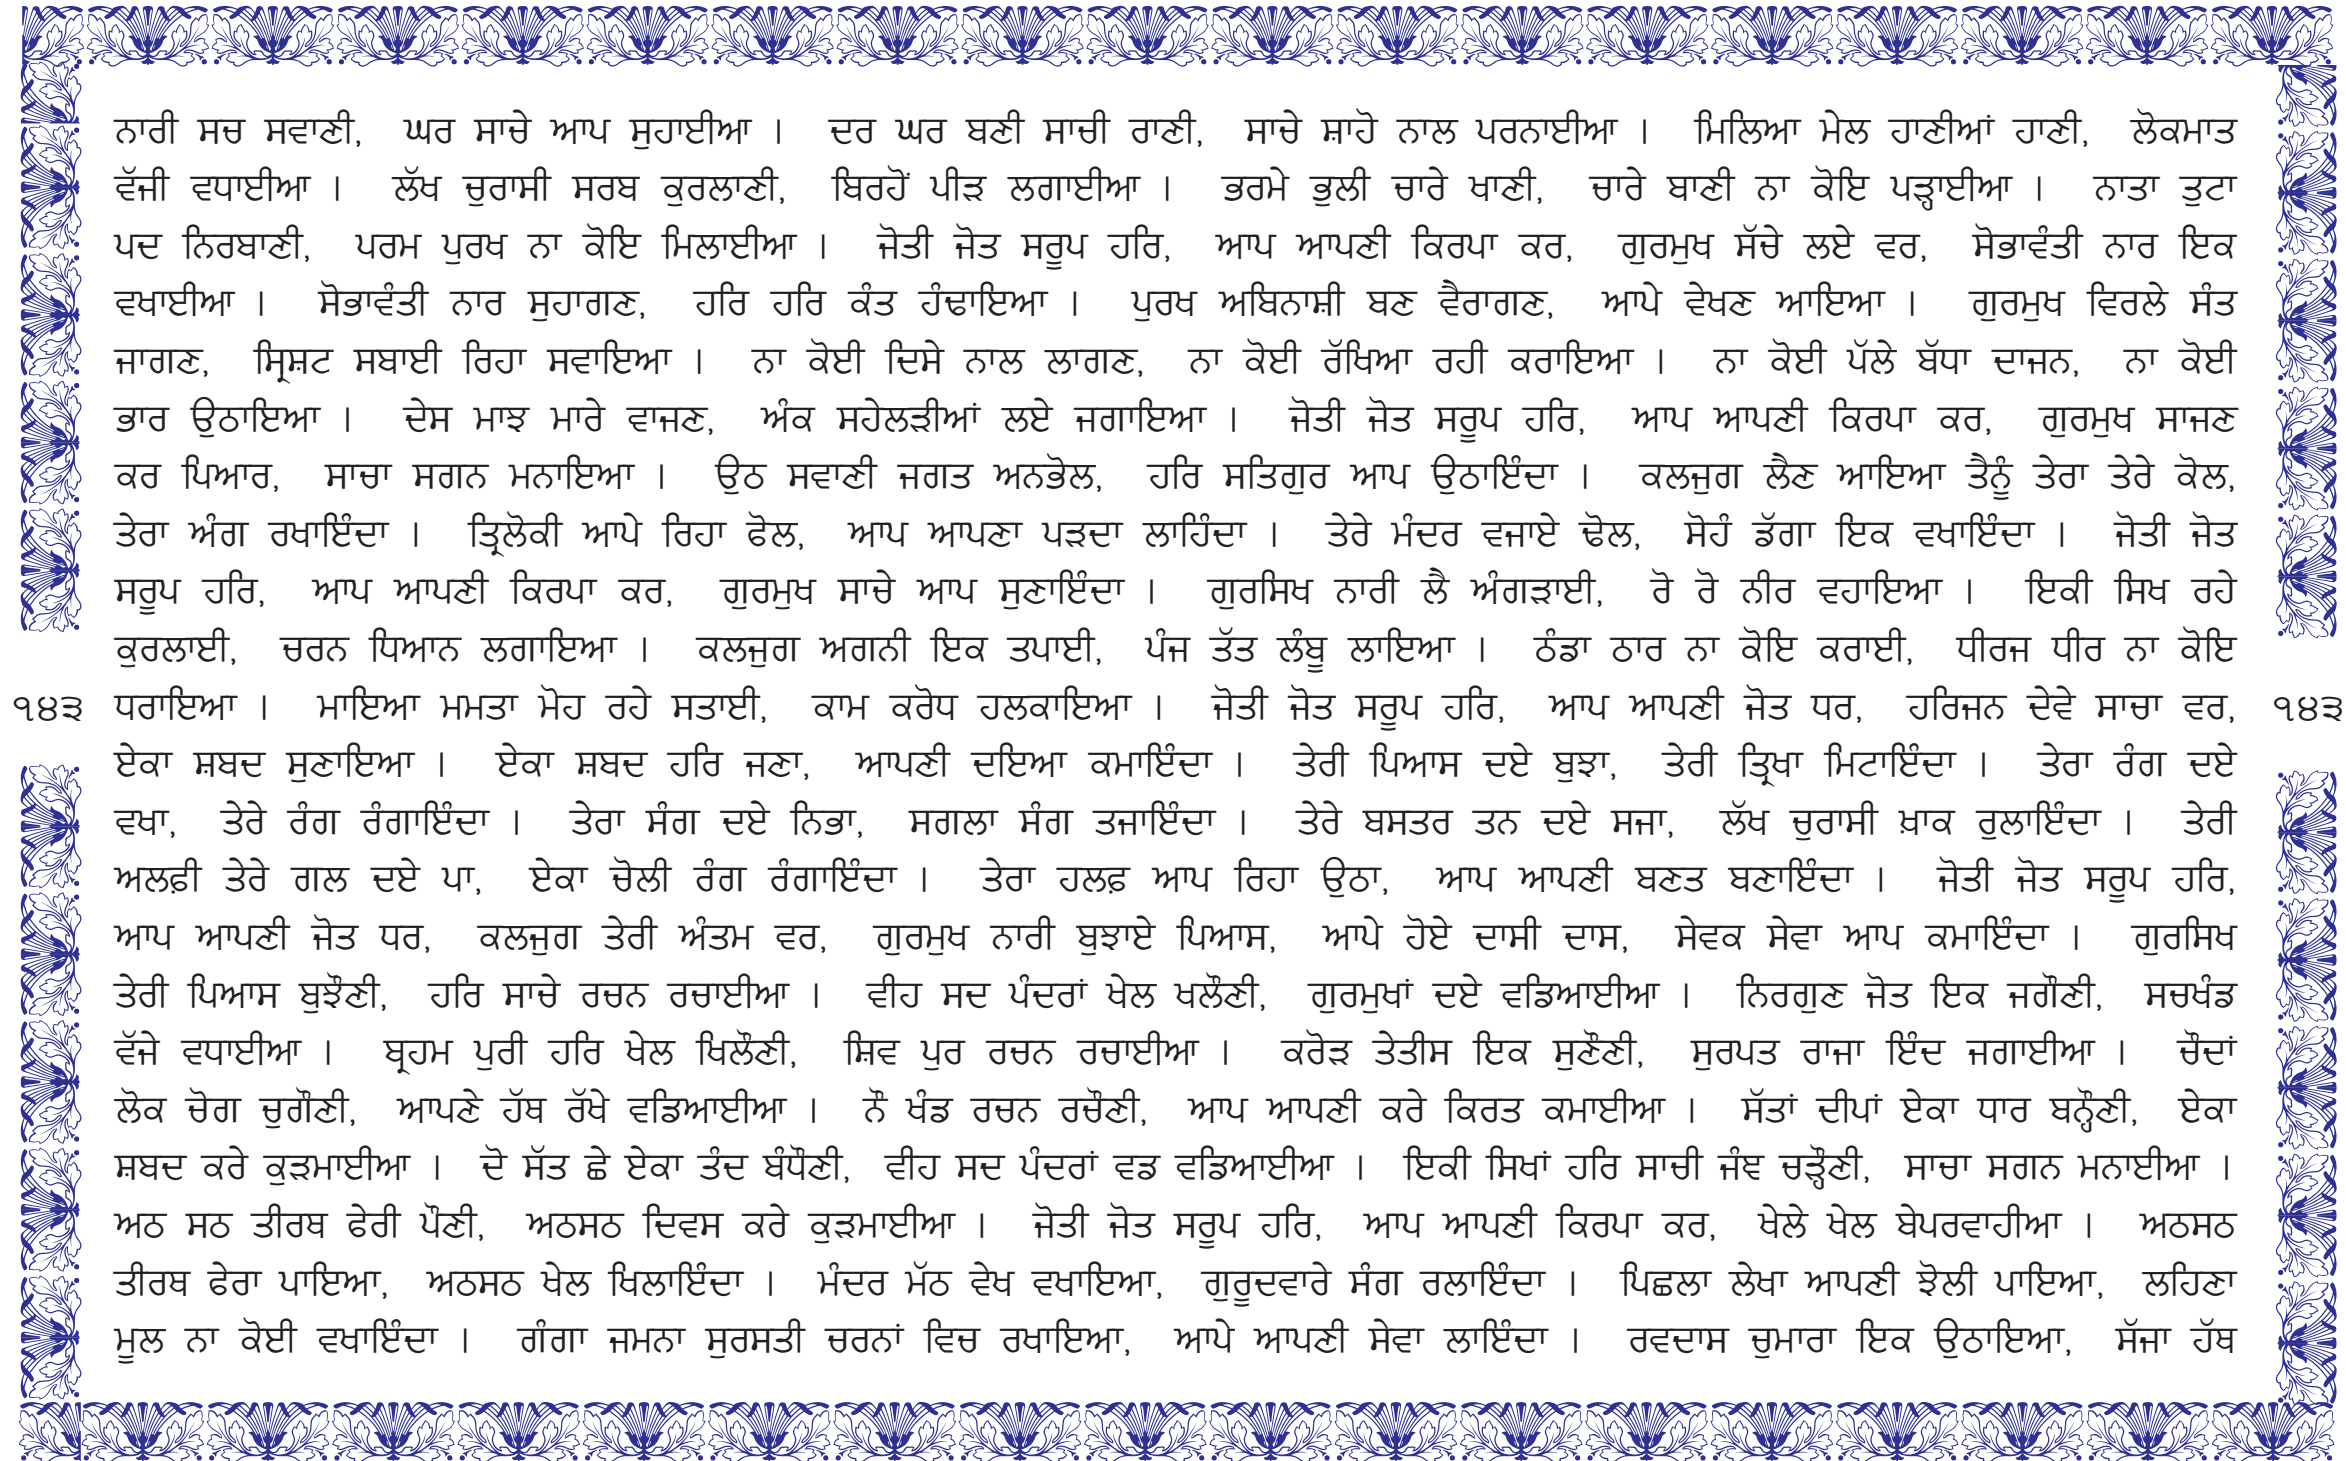 ਨਾਰੀ ਸਚ ਸਵਾਣੀ, ਘਰ ਸਾਚੇ ਆਪ ਸੁਹਾਈਆ । ਦਰ ਘਰ ਬਣੀ ਸਾਚੀ ਰਾਣੀ, ਸਾਚੇ ਸ਼ਾਹੋ ਨਾਲ ਪਰਨਾਈਆ । ਮਿਲਿਆ ਮੇਲ ਹਾਣੀਆਂ ਹਾਣੀ, ਲੋਕਮਾਤ
ਵੱਜੀ ਵਧਾਈਆ । ਲੱਖ ਚੁਰਾਸੀ ਸਰਬ ਕੁਰਲਾਣੀ, ਬਿਰਹੋਂ ਪੀੜ ਲਗਾਈਆ । ਭਰਮੇ ਭੁਲੀ ਚਾਰੇ ਖਾਣੀ, ਚਾਰੇ ਬਾਣੀ ਨਾ ਕੋਇ ਪੜ੍ਹਾਈਆ । ਨਾਤਾ ਤੁਟਾ
ਪਦ ਨਿਰਬਾਣੀ, ਪਰਮ ਪੁਰਖ ਨਾ ਕੋਇ ਮਿਲਾਈਆ । ਜੋਤੀ ਜੋਤ ਸਰੂਪ ਹਰਿ, ਆਪ ਆਪਣੀ ਕਿਰਪਾ ਕਰ, ਗੁਰਮੁਖ ਸੱਚੇ ਲਏ ਵਰ, ਸੋਭਾਵੰਤੀ ਨਾਰ ਇਕ
ਵਖਾਈਆ । ਸੋਭਾਵੰਤੀ ਨਾਰ ਸੁਹਾਗਣ, ਹਰਿ ਹਰਿ ਕੰਤ ਹੰਢਾਇਆ । ਪੁਰਖ ਅਬਿਨਾਸ਼ੀ ਬਣ ਵੈਰਾਗਣ, ਆਪੇ ਵੇਖਣ ਆਇਆ । ਗੁਰਮੁਖ ਵਿਰਲੇ ਸੰਤ
ਜਾਗਣ, ਸ੍ਰਿਸ਼ਟ ਸਬਾਈ ਰਿਹਾ ਸਵਾਇਆ । ਨਾ ਕੋਈ ਦਿਸੇ ਨਾਲ ਲਾਗਣ, ਨਾ ਕੋਈ ਰੱਖਿਆ ਰਹੀ ਕਰਾਇਆ । ਨਾ ਕੋਈ ਪੱਲੇ ਬੱਧਾ ਦਾਜਨ, ਨਾ ਕੋਈ
ਭਾਰ ਉਠਾਇਆ । ਦੇਸ ਮਾਝ ਮਾਰੇ ਵਾਜਣ, ਅੰਕ ਸਹੇਲੜੀਆਂ ਲਏ ਜਗਾਇਆ । ਜੋਤੀ ਜੋਤ ਸਰੂਪ ਹਰਿ, ਆਪ ਆਪਣੀ ਕਿਰਪਾ ਕਰ, ਗੁਰਮੁਖ ਸਾਜਣ
ਕਰ ਪਿਆਰ, ਸਾਚਾ ਸਗਨ ਮਨਾਇਆ । ਉਠ ਸਵਾਣੀ ਜਗਤ ਅਨਭੋਲ, ਹਰਿ ਸਤਿਗੁਰ ਆਪ ਉਠਾਇੰਦਾ । ਕਲਜੁਗ ਲੈਣ ਆਇਆ ਤੈਨੂੰ ਤੇਰਾ ਤੇਰੇ ਕੋਲ,
ਤੇਰਾ ਅੰਗ ਰਖਾਇੰਦਾ । ਤ੍ਰਿਲੋਕੀ ਆਪੇ ਰਿਹਾ ਫੋਲ, ਆਪ ਆਪਣਾ ਪੜਦਾ ਲਾਹਿੰਦਾ । ਤੇਰੇ ਮੰਦਰ ਵਜਾਏ ਢੋਲ, ਸੋਹੰ ਡੱਗਾ ਇਕ ਵਖਾਇੰਦਾ । ਜੋਤੀ ਜੋਤ
ਸਰੂਪ ਹਰਿ, ਆਪ ਆਪਣੀ ਕਿਰਪਾ ਕਰ, ਗੁਰਮੁਖ ਸਾਚੇ ਆਪ ਸੁਣਾਇੰਦਾ । ਗੁਰਸਿਖ ਨਾਰੀ ਲੈ ਅੰਗੜਾਈ, ਰੋ ਰੋ ਨੀਰ ਵਹਾਇਆ । ਇਕੀ ਸਿਖ ਰਹੇ
ਕੁਰਲਾਈ, ਚਰਨ ਧਿਆਨ ਲਗਾਇਆ । ਕਲਜੁਗ ਅਗਨੀ ਇਕ ਤਪਾਈ, ਪੰਜ ਤੱਤ ਲੰਬੂ ਲਾਇਆ । ਠੰਡਾ ਠਾਰ ਨਾ ਕੋਇ ਕਰਾਈ, ਧੀਰਜ ਧੀਰ ਨਾ ਕੋਇ
੧੪੩ ਧਰਾਇਆ । ਮਾਇਆ ਮਮਤਾ ਮੋਹ ਰਹੇ ਸਤਾਈ, ਕਾਮ ਕਰੋਧ ਹਲਕਾਇਆ । ਜੋਤੀ ਜੋਤ ਸਰੂਪ ਹਰਿ, ਆਪ ਆਪਣੀ ਜੋਤ ਧਰ, ਹਰਿਜਨ ਦੇਵੇ ਸਾਚਾ ਵਰ, ੧੪੩
ਏਕਾ ਸ਼ਬਦ ਸੁਣਾਇਆ । ਏਕਾ ਸ਼ਬਦ ਹਰਿ ਜਣਾ, ਆਪਣੀ ਦਇਆ ਕਮਾਇੰਦਾ । ਤੇਰੀ ਪਿਆਸ ਦਏ ਬੁਝਾ, ਤੇਰੀ ਤ੍ਰਿਖਾ ਮਿਟਾਇੰਦਾ । ਤੇਰਾ ਰੰਗ ਦਏ
ਵਖਾ, ਤੇਰੇ ਰੰਗ ਰੰਗਾਇੰਦਾ । ਤੇਰਾ ਸੰਗ ਦਏ ਨਿਭਾ, ਸਗਲਾ ਸੰਗ ਤਜਾਇੰਦਾ । ਤੇਰੇ ਬਸਤਰ ਤਨ ਦਏ ਸਜਾ, ਲੱਖ ਚੁਰਾਸੀ ਖ਼ਾਕ ਰੁਲਾਇੰਦਾ । ਤੇਰੀ
ਅਲਫ਼ੀ ਤੇਰੇ ਗਲ ਦਏ ਪਾ, ਏਕਾ ਚੋਲੀ ਰੰਗ ਰੰਗਾਇੰਦਾ । ਤੇਰਾ ਹਲਫ਼ ਆਪ ਰਿਹਾ ਉਠਾ, ਆਪ ਆਪਣੀ ਬਣਤ ਬਣਾਇੰਦਾ । ਜੋਤੀ ਜੋਤ ਸਰੂਪ ਹਰਿ,
ਆਪ ਆਪਣੀ ਜੋਤ ਧਰ, ਕਲਜੁਗ ਤੇਰੀ ਅੰਤਮ ਵਰ, ਗੁਰਮੁਖ ਨਾਰੀ ਬੁਝਾਏ ਪਿਆਸ, ਆਪੇ ਹੋਏ ਦਾਸੀ ਦਾਸ, ਸੇਵਕ ਸੇਵਾ ਆਪ ਕਮਾਇੰਦਾ । ਗੁਰਸਿਖ
ਤੇਰੀ ਪਿਆਸ ਬੁਝੌਣੀ, ਹਰਿ ਸਾਚੇ ਰਚਨ ਰਚਾਈਆ । ਵੀਹ ਸਦ ਪੰਦਰਾਂ ਖੇਲ ਖਲੌਣੀ, ਗੁਰਮੁਖਾਂ ਦਏ ਵਡਿਆਈਆ । ਨਿਰਗੁਣ ਜੋਤ ਇਕ ਜਗੌਣੀ, ਸਚਖੰਡ
ਵੱਜੇ ਵਧਾਈਆ । ਬ੍ਰਹਮ ਪੁਰੀ ਹਰਿ ਖੇਲ ਖਿਲੌਣੀ, ਸ਼ਿਵ ਪੁਰ ਰਚਨ ਰਚਾਈਆ । ਕਰੋੜ ਤੇਤੀਸ ਇਕ ਸੁਣੌਣੀ, ਸੁਰਪਤ ਰਾਜਾ ਇੰਦ ਜਗਾਈਆ । ਚੌਦਾਂ
ਲੋਕ ਚੋਗ ਚੁਗੌਣੀ, ਆਪਣੇ ਹੱਥ ਰੱਖੇ ਵਡਿਆਈਆ । ਨੌਂ ਖੰਡ ਰਚਨ ਰਚੌਣੀ, ਆਪ ਆਪਣੀ ਕਰੇ ਕਿਰਤ ਕਮਾਈਆ । ਸੱਤਾਂ ਦੀਪਾਂ ਏਕਾ ਧਾਰ ਬਨ੍ਹੌਣੀ, ਏਕਾ
ਸ਼ਬਦ ਕਰੇ ਕੁੜਮਾਈਆ । ਦੋ ਸੱਤ ਛੇ ਏਕਾ ਤੰਦ ਬੰਧੌਣੀ, ਵੀਹ ਸਦ ਪੰਦਰਾਂ ਵਡ ਵਡਿਆਈਆ । ਇਕੀ ਸਿਖਾਂ ਹਰਿ ਸਾਚੀ ਜੰਞ ਚੜ੍ਹੌਣੀ, ਸਾਚਾ ਸਗਨ ਮਨਾਈਆ ।
ਅਠ ਸਠ ਤੀਰਥ ਫੇਰੀ ਪੌਣੀ, ਅਠਸਠ ਦਿਵਸ ਕਰੇ ਕੁੜਮਾਈਆ । ਜੋਤੀ ਜੋਤ ਸਰੂਪ ਹਰਿ, ਆਪ ਆਪਣੀ ਕਿਰਪਾ ਕਰ, ਖੇਲੇ ਖੇਲ ਬੇਪਰਵਾਹੀਆ । ਅਠਸਠ
ਤੀਰਥ ਫੇਰਾ ਪਾਇਆ, ਅਠਸਠ ਖੇਲ ਖਿਲਾਇੰਦਾ । ਮੰਦਰ ਮੱਠ ਵੇਖ ਵਖਾਇਆ, ਗੁਰੂਦਵਾਰੇ ਸੰਗ ਰਲਾਇੰਦਾ । ਪਿਛਲਾ ਲੇਖਾ ਆਪਣੀ ਝੋਲੀ ਪਾਇਆ, ਲਹਿਣਾ
ਮੂਲ ਨਾ ਕੋਈ ਵਖਾਇੰਦਾ । ਗੰਗਾ ਜਮਨਾ ਸੁਰਸਤੀ ਚਰਨਾਂ ਵਿਚ ਰਖਾਇਆ, ਆਪੇ ਆਪਣੀ ਸੇਵਾ ਲਾਇੰਦਾ । ਰਵਦਾਸ ਚੁਮਾਰਾ ਇਕ ਉਠਾਇਆ, ਸੱਜਾ ਹੱਥ